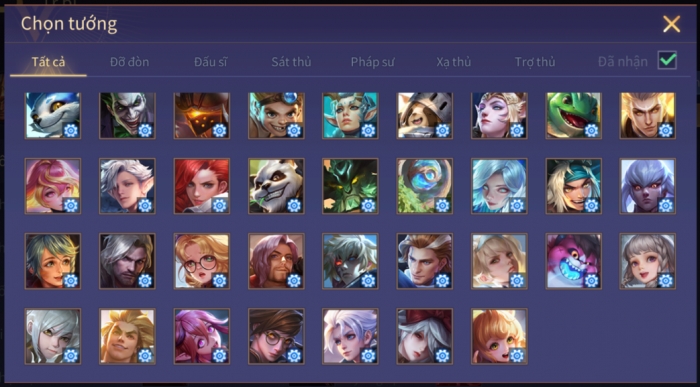 Chọn tướng
Tất cả Đỡ đòn Đấu sĩ Sát thủ Pháp sư Xạ thủ Trợ thủ Đã nhận